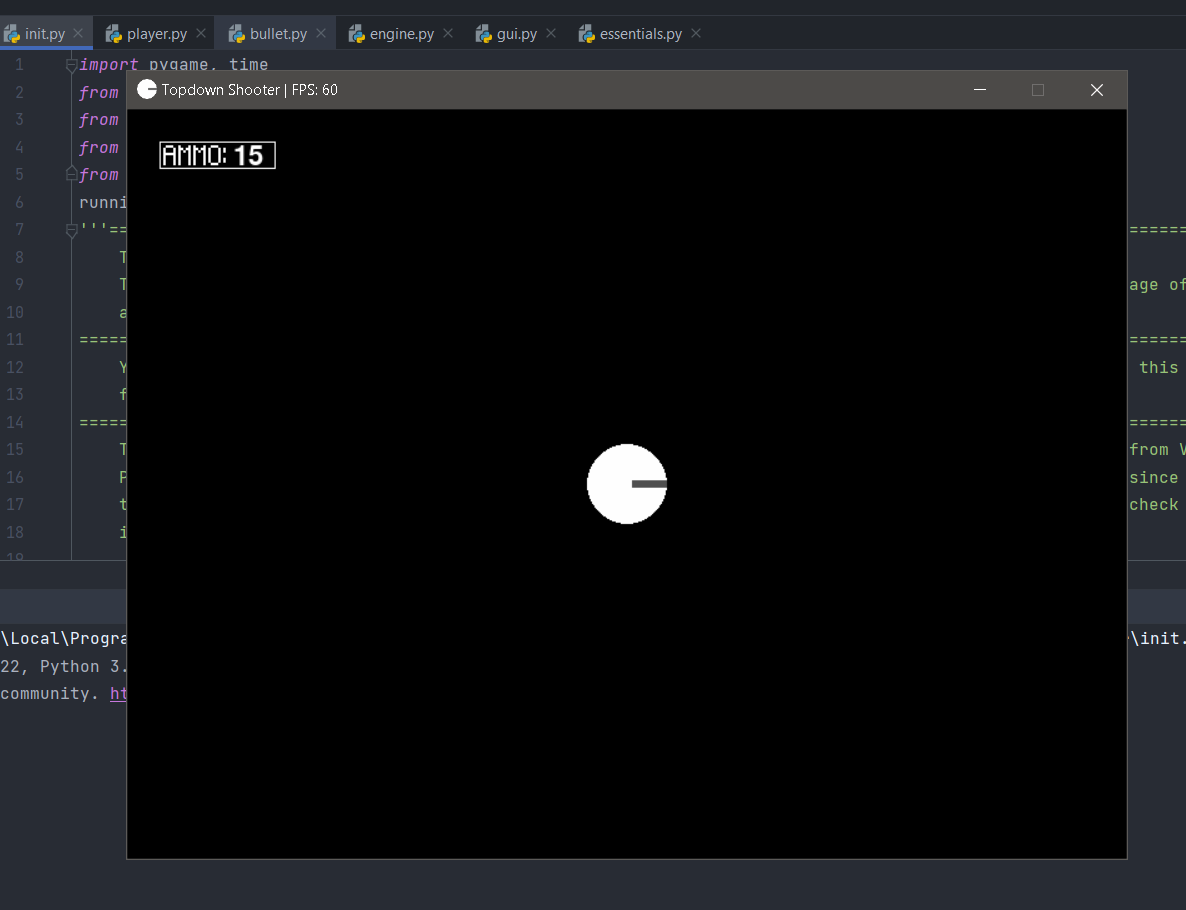 init.py player.py bullet.py engine.py gui.py essentials.py
1 import pygame, time
Topdown Shooter | FPS: 60
2 from
3 from
AMMO: 15
4 from
5 from
6 runni
7 '''== ======
8 T
9 T age of
10 a
11 ===== ======
12 Y this
13 f
14 ===== ======
15 T from V
16 P since
17 t check
18 i
19
\Local\Progra \init.
22, Python 3.
community. ht